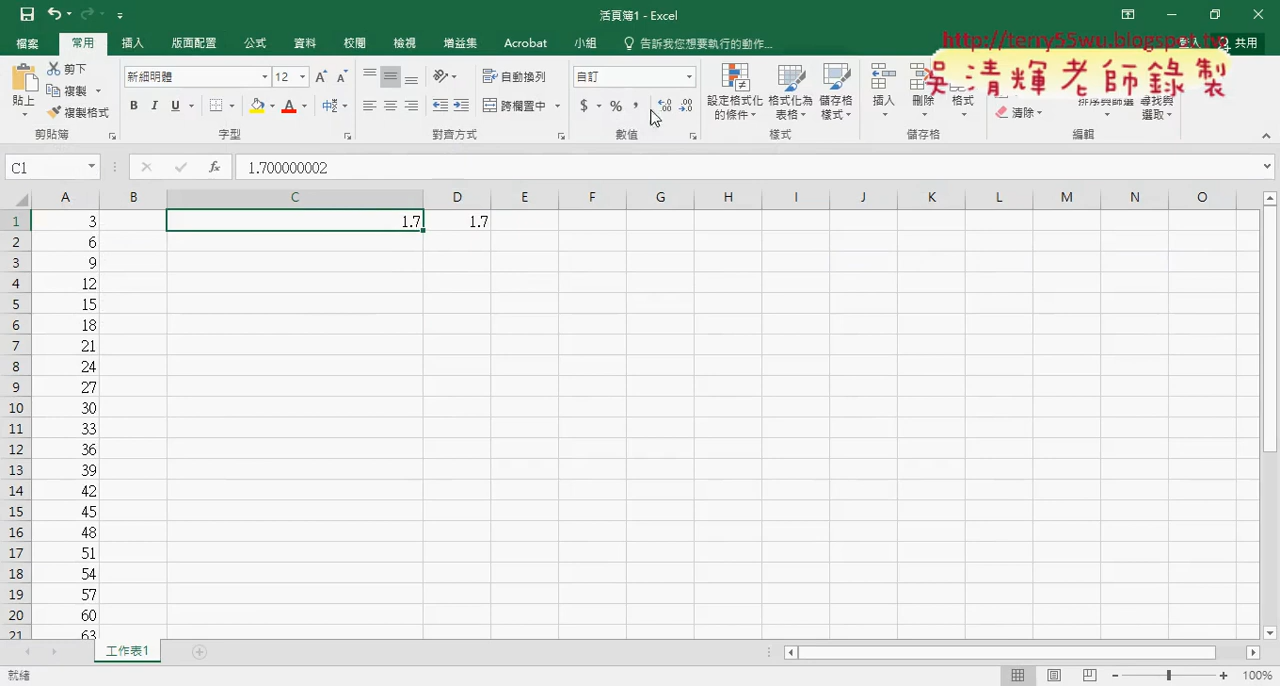 活頁簿1 - Excel
檔案 常用 插入 版面配置 公式 資料 校閱 檢視 增益集 Acrobat 小組 告訴我您想要執行的動作... 登入 共用
http://terry55wu.blogspot.tw
吳清輝老師錄製
貼上 剪下 複製 複製格式 剪貼簿
新細明體 12 B I U A 字型
自動換列 跨欄置中 對齊方式
自訂 $ % , 數值
設定格式化的條件 格式化為表格 儲存格樣式 樣式
插入 刪除 格式 儲存格
清除 排序與篩選 尋找與選取 編輯
C1 fx 1.700000002
A B C D E F G H I J K L M N O
1 3 1.7 1.7
2 6
3 9
4 12
5 15
6 18
7 21
8 24
9 27
10 30
11 33
12 36
13 39
14 42
15 45
16 48
17 51
18 54
19 57
20 60
21 63
工作表1
就緒 100%